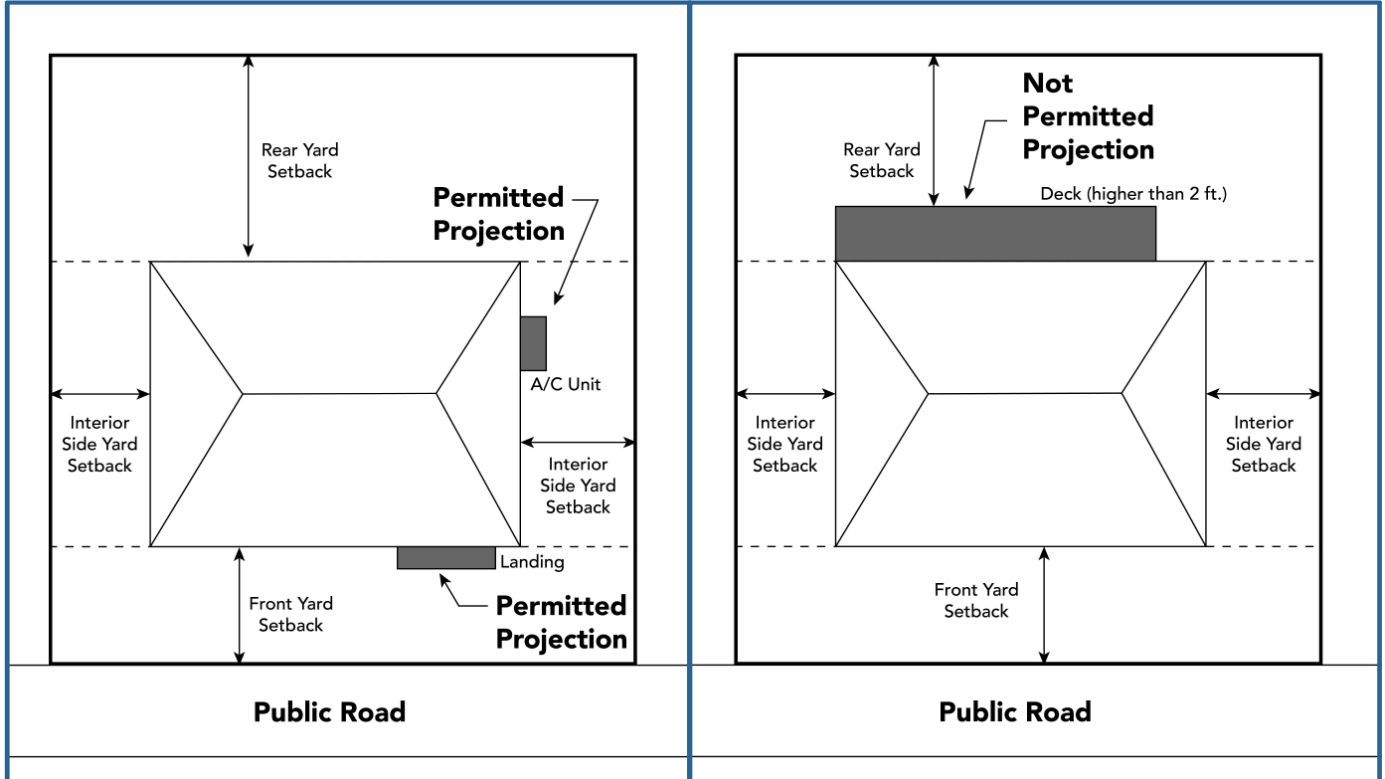 Rear Yard
Setback
Permitted
Projection
A/C Unit
Interior
Side Yard
Setback
Interior
Side Yard
Setback
Landing
Front Yard
Setback
Permitted
Projection
Public Road
Not
Permitted
Projection
Rear Yard
Setback
Deck (higher than 2 ft.)
Interior
Side Yard
Setback
Interior
Side Yard
Setback
Front Yard
Setback
Public Road